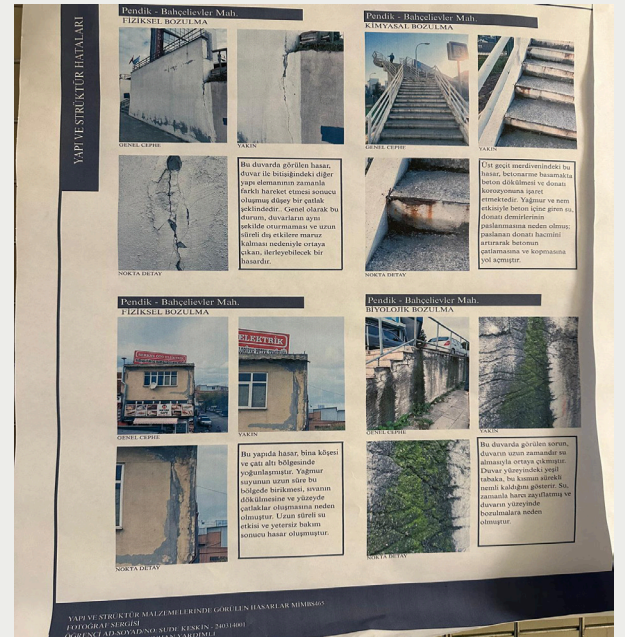 YAPI VE STRÜKTÜR HATALARI
Pendik - Bahçelievler Mah.
FİZİKSEL BOZULMA
GENEL CEPHE
YAKIN
Bu duvarda görülen hasar,
duvar ile bitişiğindeki diğer
yapı elemanının zamanla
farklı hareket etmesi sonucu
oluşmuş düşey bir çatlak
şeklindedir.. Genel olarak bu
durum, duvarların aynı
şekilde oturmaması ve uzun
süreli dış etkilere maruz
kalması nedeniyle ortaya
çıkan, ilerleyebilecek bir
hasardır.
NOKTA DETAY
Pendik - Bahçelievler Mah.
KİMYASAL BOZULMA
GENEL CEPHE
YAKIN
Üst geçit merdivenindeki bu
hasar, betonarme basamakta
beton dökülmesi ve donatı
korozyonuna işaret
etmektedir. Yağmur ve nem
etkisiyle beton içine giren su,
donatı demirlerinin
paslanmasına neden olmuş;
paslanan donatı hacmini
artırarak betonun
çatlamasına ve kopmasına
yol açmıştır.
NOKTA DETAY
Pendik - Bahçelievler Mah.
FİZİKSEL BOZULMA
ELEKTRİK
GENEL CEPHE
YAKIN
Bu yapıda hasar, bina köşesi
ve çatı altı bölgesinde
yoğunlaşmıştır. Yağmur
suyunun uzun süre bu
bölgede birikmesi, sıvanın
dökülmesine ve yüzeyde
çatlaklar oluşmasına neden
olmuştur. Uzun süreli su
etkisi ve yetersiz bakım
sonucu hasar oluşmuştur.
NOKTA DETAY
Pendik - Bahçelievler Mah.
BİYOLOJİK BOZULMA
GENEL CEPHE
YAKIN
Bu duvarda görülen sorun,
duvarın uzun zamandır su
almasıyla ortaya çıkmıştır.
Duvar yüzeyindeki yeşil
tabaka, bu kısmın sürekli
nemli kaldığını gösterir. Su,
zamanla harcı zayıflatmış ve
duvarın yüzeyinde
bozulmalara neden
olmuştur.
NOKTA DETAY
YAPI VE STRÜKTÜR MALZEMELERİNDE GÖRÜLEN HASARLAR MİMB8465
FOTOĞRAF SERGİSİ
ÖĞRENCİ AD-SOYAD/NO: SUDE KESKİN - 240314001
YARDIMLI